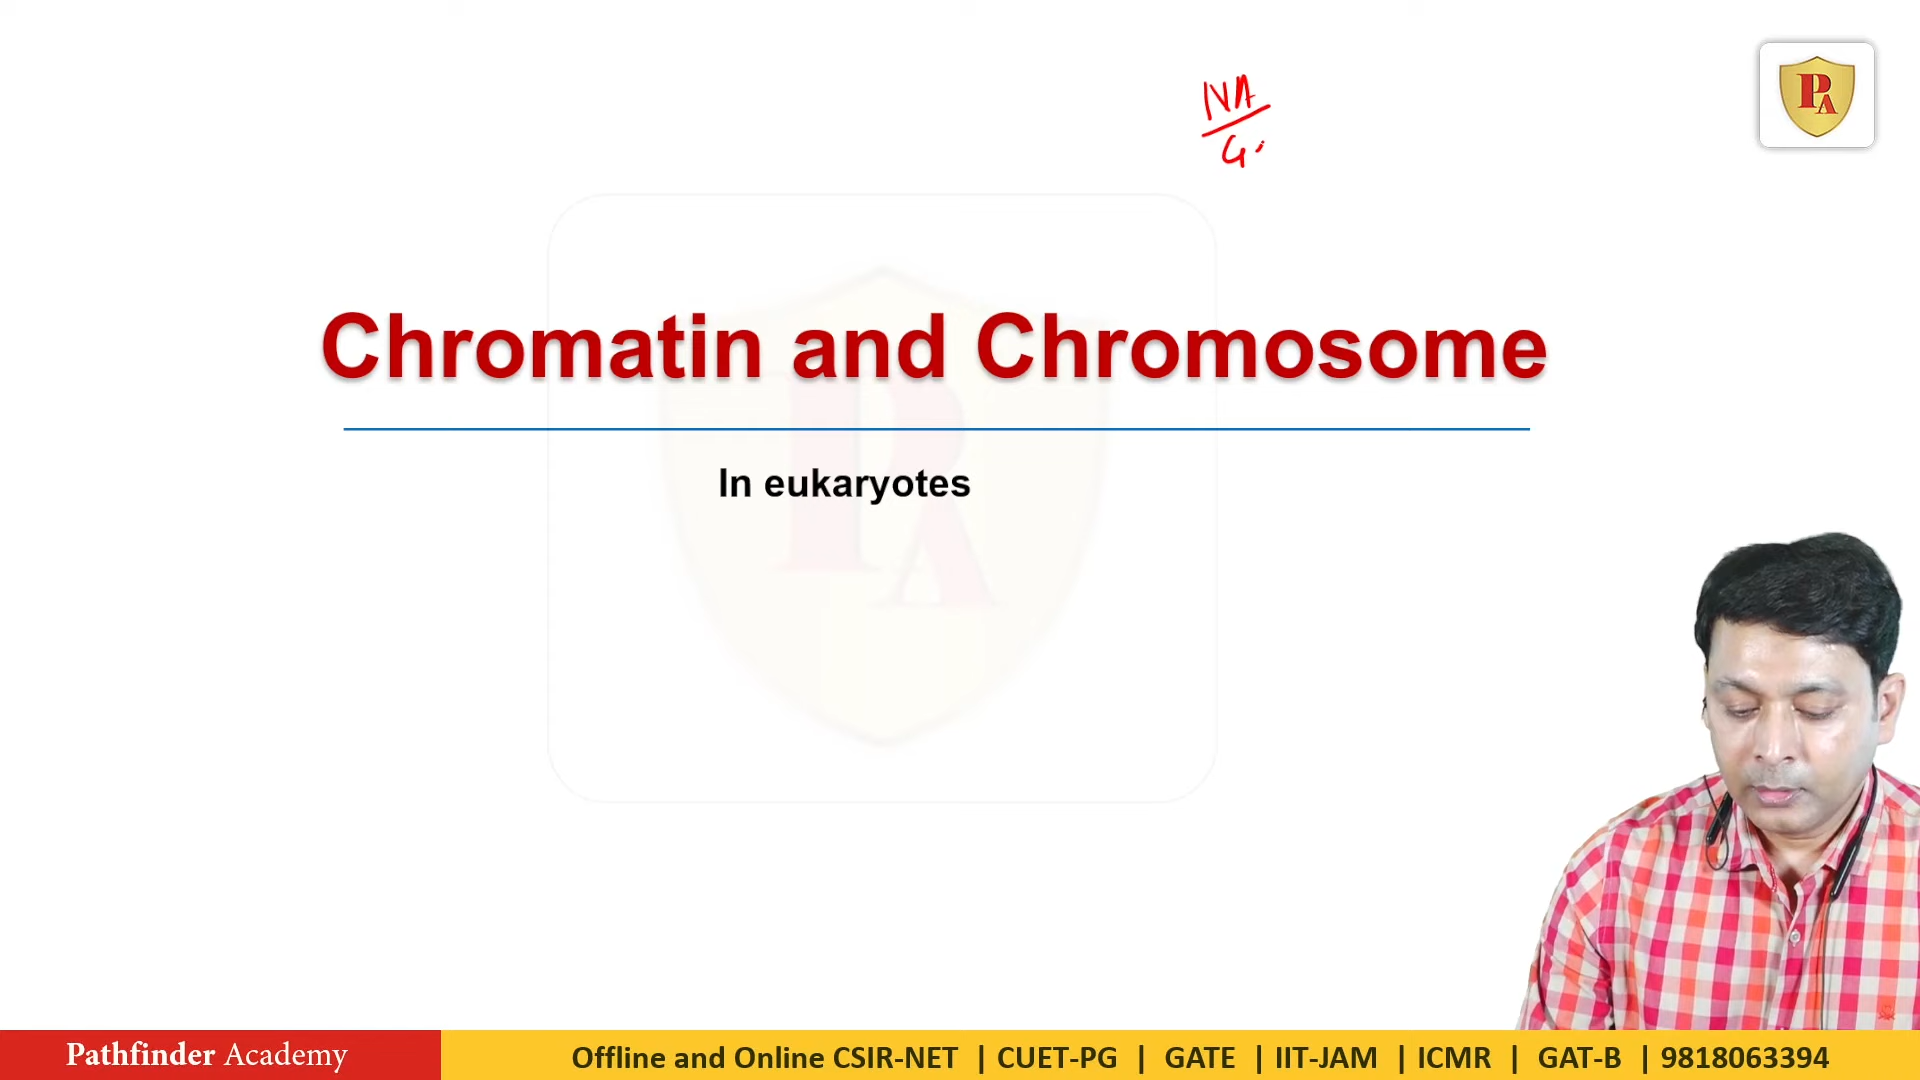 Chromatin and Chromosome
In eukaryotes
PA
Pathfinder Academy
Offline and Online CSIR-NET | CUET-PG | GATE | IIT-JAM | ICMR | GAT-B | 9818063394